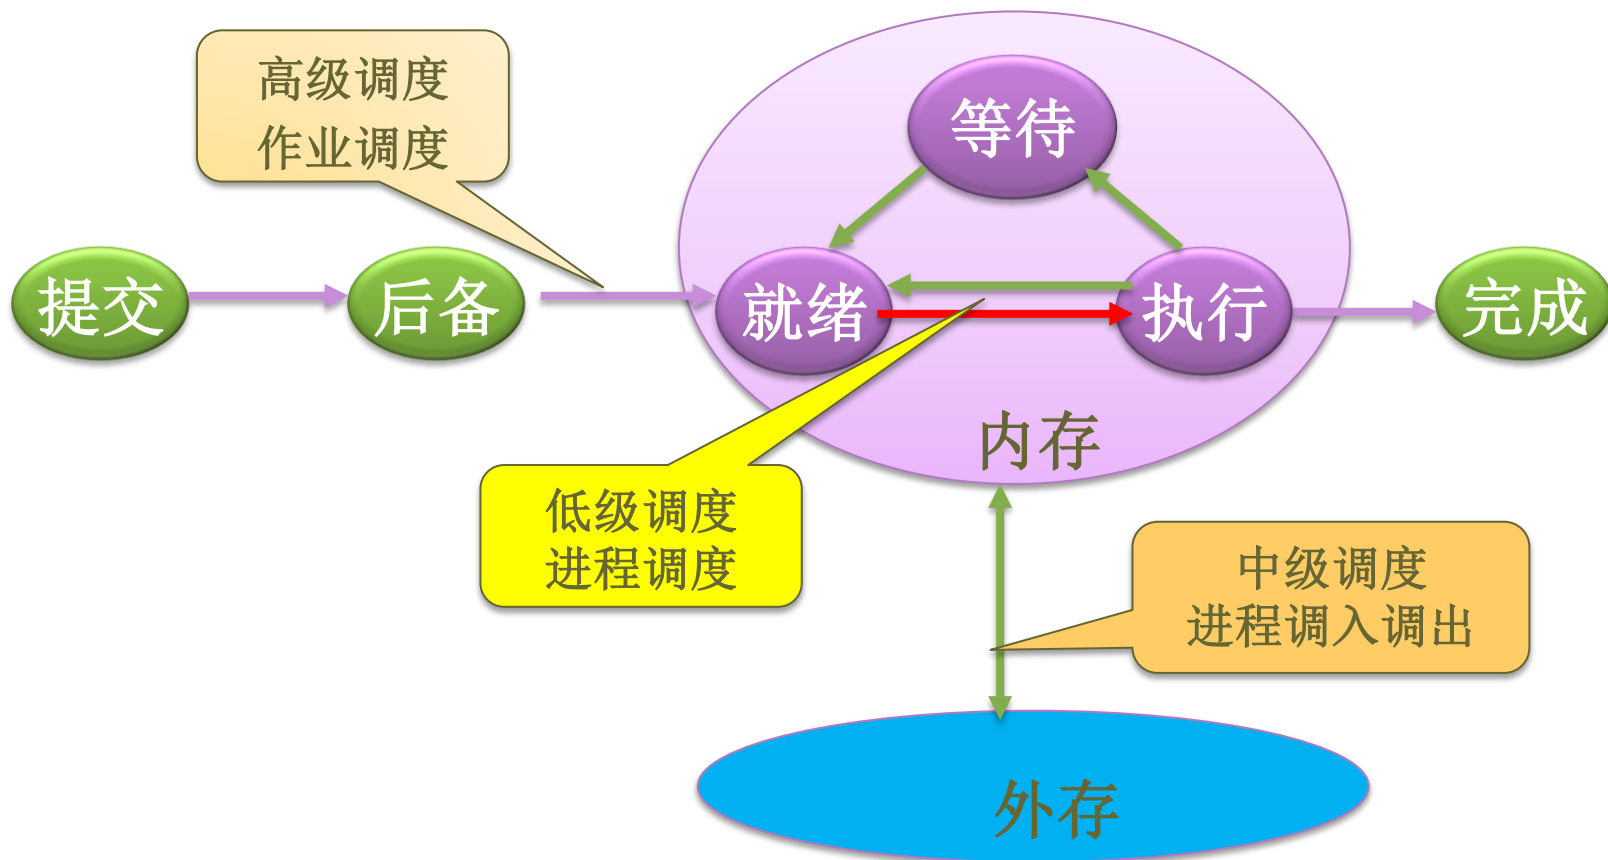 高级调度
作业调度
等待
提交
后备
就绪
执行
完成
内存
低级调度
进程调度
中级调度
进程调入调出
外存